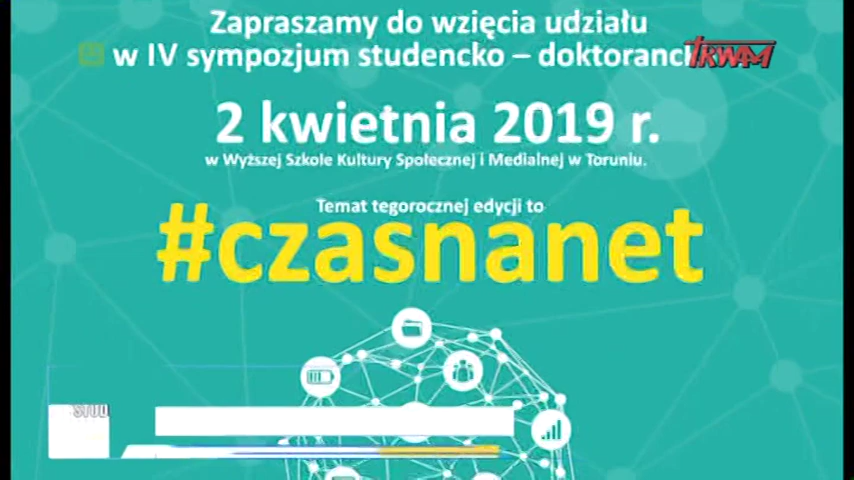 Zapraszamy do wzięcia udziału
w IV sympozjum studencko – doktoranc
TRWAM
2 kwietnia 2019 r.
w Wyższej Szkole Kultury Społecznej i Medialnej w Toruniu.
Temat tegorocznej edycji to
#czasnanet
STUD